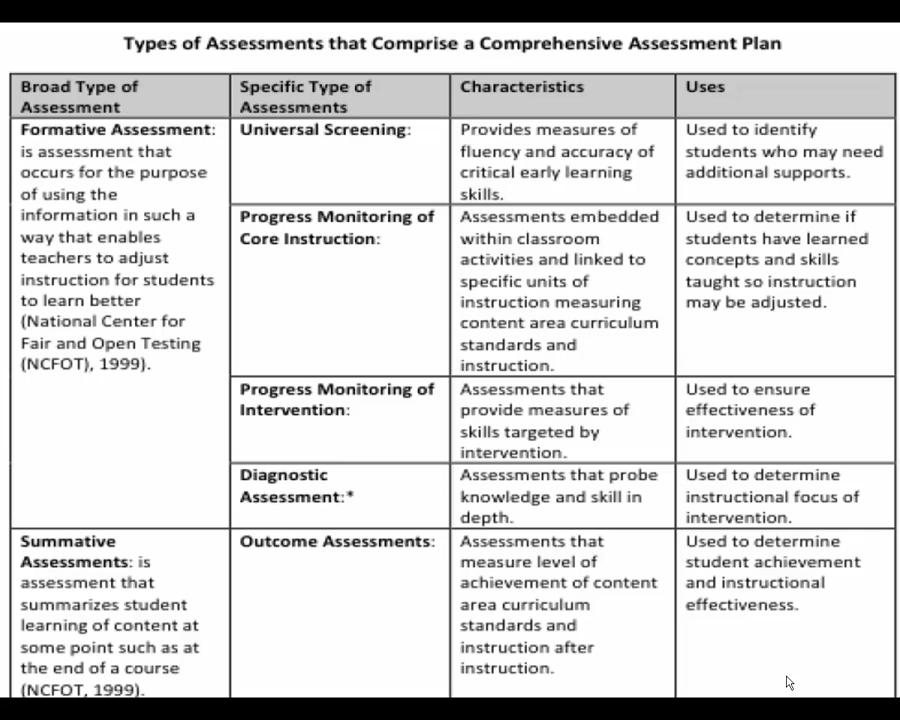 Types of Assessments that Comprise a Comprehensive Assessment Plan
Broad Type of
Assessment
Specific Type of
Assessments
Characteristics
Uses
Formative Assessment:
is assessment that
occurs for the purpose
of using the
information in such a
way that enables
teachers to adjust
instruction for students
to learn better
(National Center for
Fair and Open Testing
(NCFOT), 1999).
Universal Screening:
Provides measures of
fluency and accuracy of
critical early learning
skills.
Used to identify
students who may need
additional supports.
Progress Monitoring of
Core Instruction:
Assessments embedded
within classroom
activities and linked to
specific units of
instruction measuring
content area curriculum
standards and
instruction.
Used to determine if
students have learned
concepts and skills
taught so instruction
may be adjusted.
Progress Monitoring of
Intervention:
Assessments that
provide measures of
skills targeted by
intervention.
Used to ensure
effectiveness of
intervention.
Diagnostic
Assessment:*
Assessments that probe
knowledge and skill in
depth.
Used to determine
instructional focus of
intervention.
Summative
Assessments: is
assessment that
summarizes student
learning of content at
some point such as at
the end of a course
(NCFOT, 1999).
Outcome Assessments:
Assessments that
measure level of
achievement of content
area curriculum
standards and
instruction after
instruction.
Used to determine
student achievement
and instructional
effectiveness.